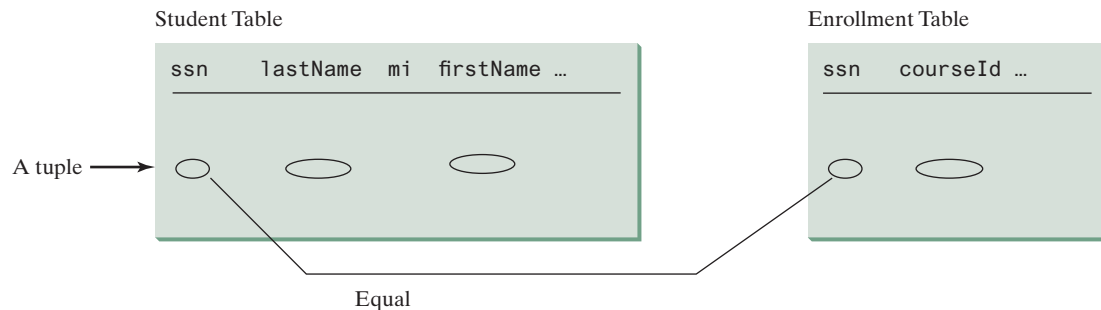 Student Table
ssn lastName mi firstName …
A tuple
Equal
Enrollment Table
ssn courseId …